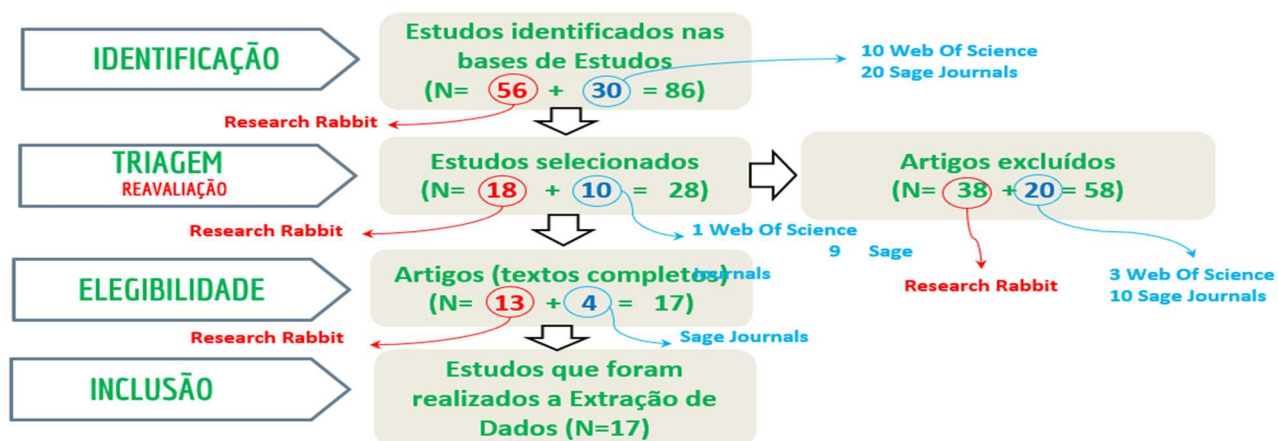 IDENTIFICAÇÃO
Estudos identificados nas
bases de Estudos
(N= 56 + 30 = 86)
10 Web Of Science
20 Sage Journals
Research Rabbit
TRIAGEM
REAVALIAÇÃO
Estudos selecionados
(N= 18 + 10 = 28)
Artigos excluídos
(N= 38 + 20 = 58)
Research Rabbit
1 Web Of Science
9 Sage
Journals
Research Rabbit
3 Web Of Science
10 Sage Journals
ELEGIBILIDADE
Artigos (textos completos)
(N= 13 + 4 = 17)
Research Rabbit
Sage Journals
INCLUSÃO
Estudos que foram
realizados a Extração de
Dados (N=17)